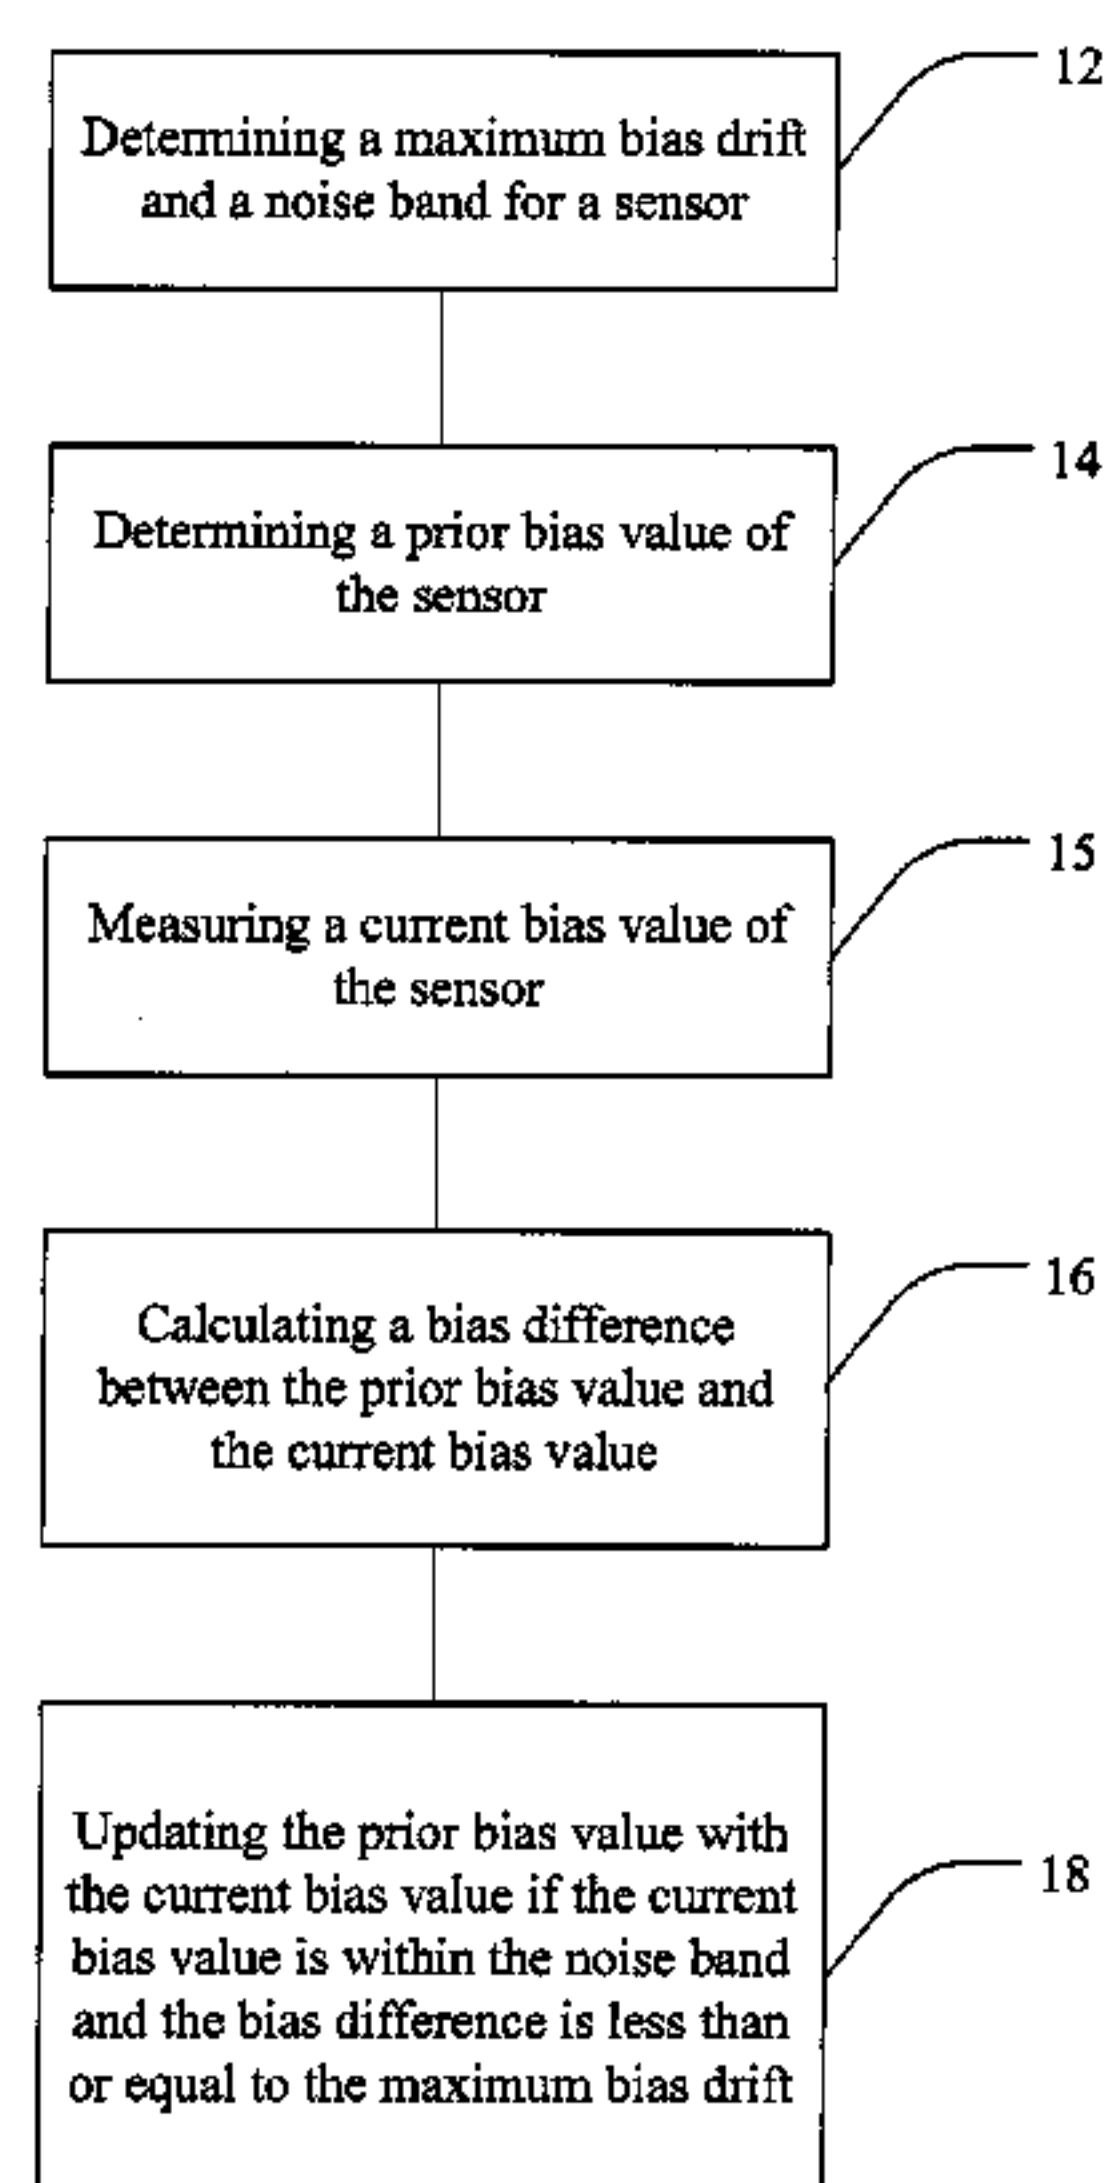 12
Determining a maximum bias drift
and a noise band for a sensor
14
Determining a prior bias value of
the sensor
15
Measuring a current bias value of
the sensor
16
Calculating a bias difference
between the prior bias value and
the current bias value
18
Updating the prior bias value with
the current bias value if the current
bias value is within the noise band
and the bias difference is less than
or equal to the maximum bias drift